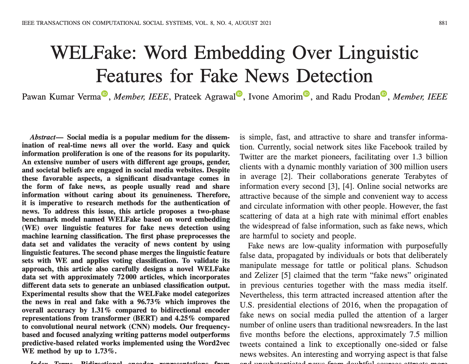 IEEE TRANSACTIONS ON COMPUTATIONAL SOCIAL SYSTEMS, VOL. 8, NO. 4, AUGUST 2021 881
WELFake: Word Embedding Over Linguistic
Features for Fake News Detection
Pawan Kumar Verma, Member, IEEE, Prateek Agrawal, Ivone Amorim, and Radu Prodan, Member, IEEE
Abstract— Social media is a popular medium for the dissem-
ination of real-time news all over the world. Easy and quick
information proliferation is one of the reasons for its popularity.
An extensive number of users with different age groups, gender,
and societal beliefs are engaged in social media websites. Despite
these favorable aspects, a significant disadvantage comes in
the form of fake news, as people usually read and share
information without caring about its genuineness. Therefore,
it is imperative to research methods for the authentication of
news. To address this issue, this article proposes a two-phase
benchmark model named WELFake based on word embedding
(WE) over linguistic features for fake news detection using
machine learning classification. The first phase preprocesses the
data set and validates the veracity of news content by using
linguistic features. The second phase merges the linguistic feature
sets with WE and applies voting classification. To validate its
approach, this article also carefully designs a novel WELFake
data set with approximately 72 000 articles, which incorporates
different data sets to generate an unbiased classification output.
Experimental results show that the WELFake model categorizes
the news in real and fake with a 96.73% which improves the
overall accuracy by 1.31% compared to bidirectional encoder
representations from transformer (BERT) and 4.25% compared
to convolutional neural network (CNN) models. Our frequency-
based and focused analyzing writing patterns model outperforms
predictive-based related works implemented using the Word2vec
WE method by up to 1.73%.
is simple, fast, and attractive to share and transfer informa-
tion. Currently, social network sites like Facebook trailed by
Twitter are the market pioneers, facilitating over 1.3 billion
clients with a dynamic monthly variation of 300 million users
in average [2]. Their collaborations generate Terabytes of
information every second [3], [4]. Online social networks are
attractive because of the simple and convenient way to access
and circulate information with other people. However, the fast
scattering of data at a high rate with minimal effort enables
the widespread of false information, such as fake news, which
are harmful to society and people.
Fake news are low-quality information with purposefully
false data, propagated by individuals or bots that deliberately
manipulate message for tattle or political plans. Schudson
and Zelizer [5] claimed that the term “fake news” originated
in previous centuries together with the mass media itself.
Nevertheless, this term attracted increased attention after the
U.S. presidential elections of 2016, when the propagation of
fake news on social media pulled the attention of a larger
number of online users than traditional newsreaders. In the last
five months before the elections, approximately 7.5 million
tweets contained a link to exceptionally one-sided or false
news websites. An interesting and worrying aspect is that false